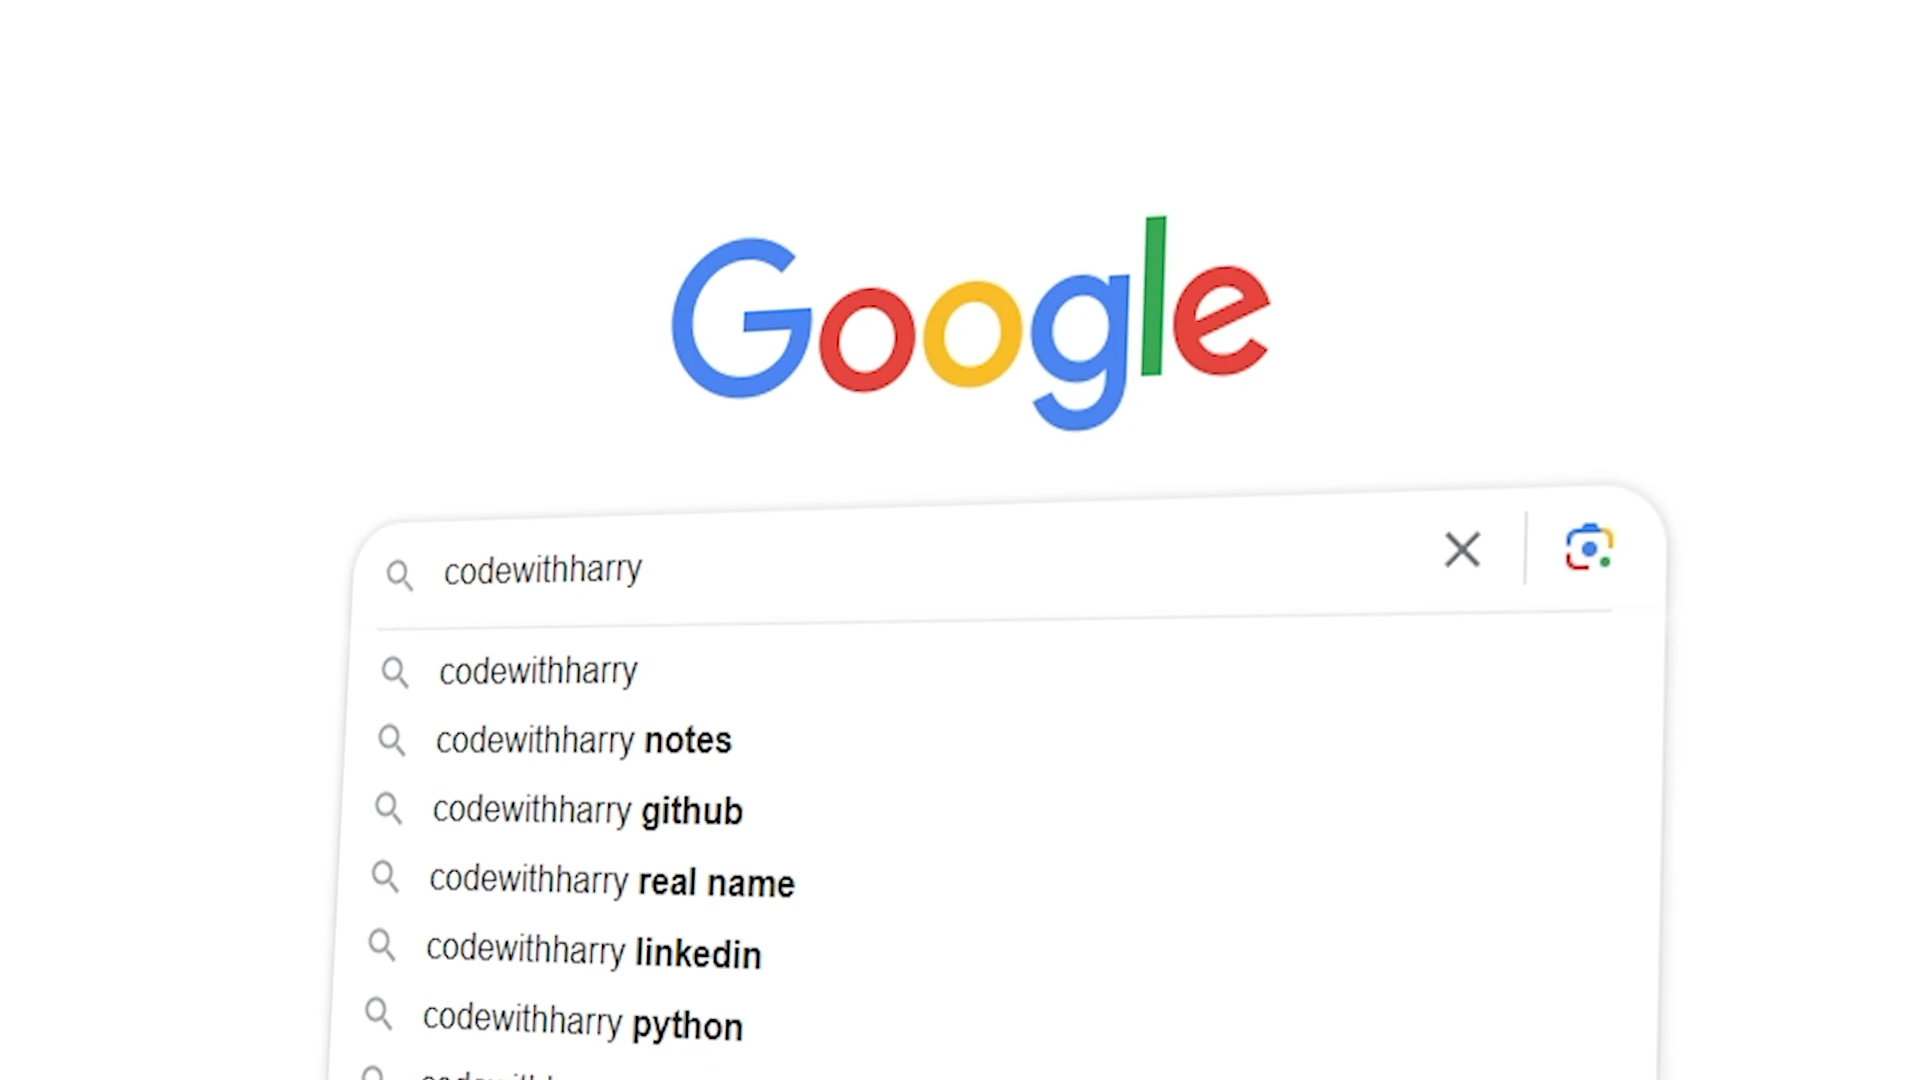 Google
codewithharry
codewithharry
codewithharry notes
codewithharry github
codewithharry real name
codewithharry linkedin
codewithharry python